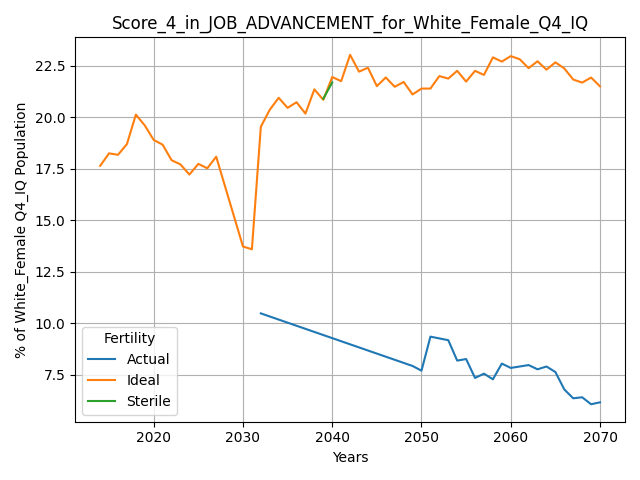 Score_4_in_JOB_ADVANCEMENT_for_White_Female_Q4_IQ
% of White_Female Q4_IQ Population
22.5
20.0
17.5
15.0
12.5
10.0
7.5
Fertility
Actual
Ideal
Sterile
2020 2030 2040 2050 2060 2070
Years